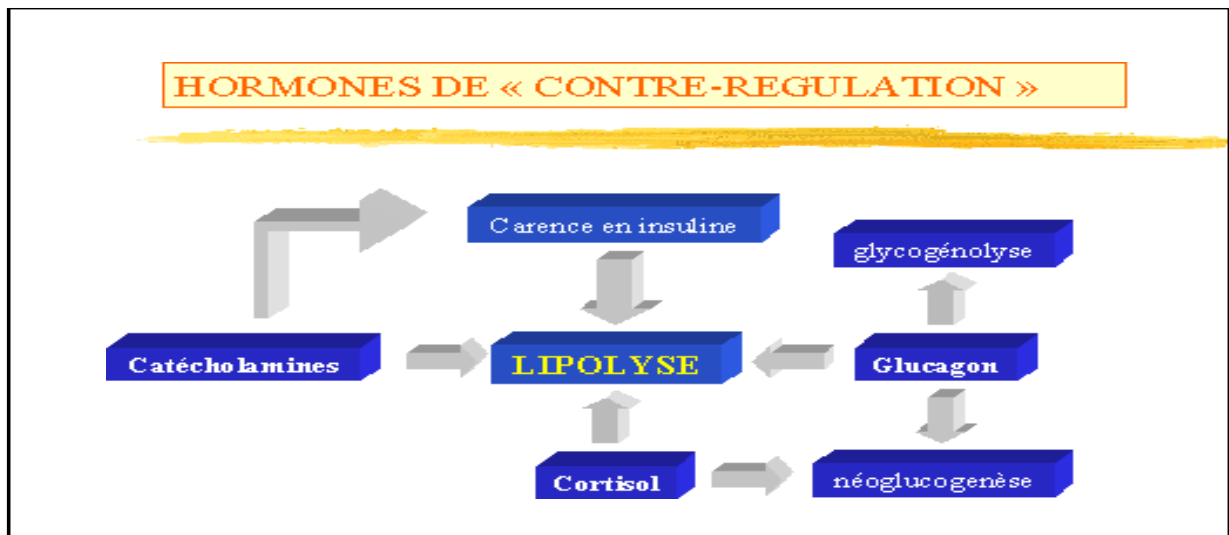 HORMONES DE « CONTRE-REGULATION »
Carence en insuline
glycogénolyse
Catécholamines
LIPOLYSE
Glucagon
Cortisol
néoglucogenèse